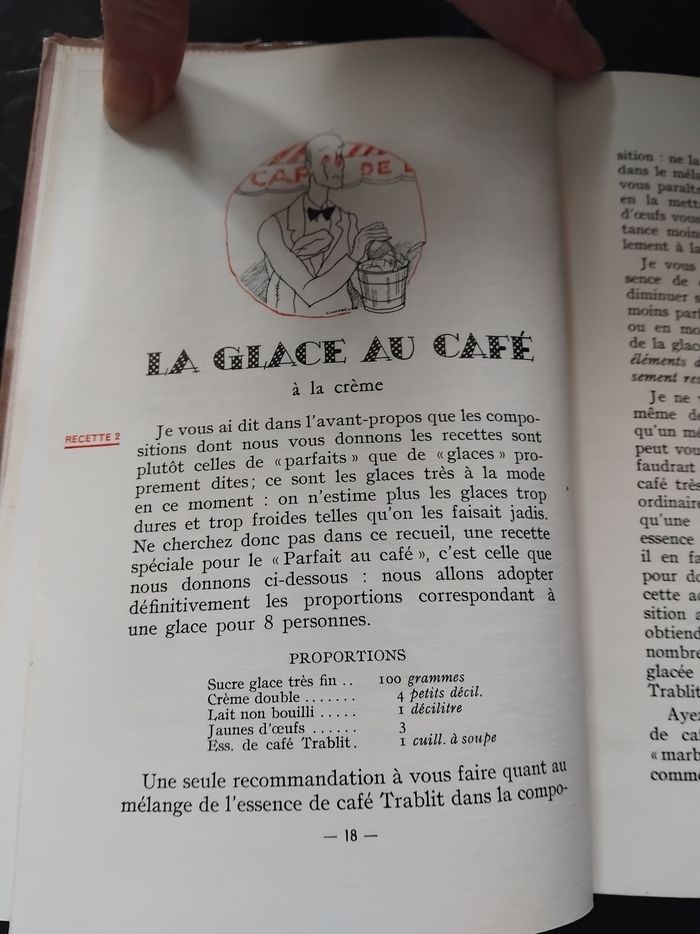 CAFÉ DE L
LA GLACE AU CAFÉ
à la crème
RECETTE 2
Je vous ai dit dans l'avant-propos que les compo-
sitions dont nous vous donnons les recettes sont
plutôt celles de « parfaits » que de « glaces » pro-
prement dites; ce sont les glaces très à la mode
en ce moment : on n'estime plus les glaces trop
dures et trop froides telles qu'on les faisait jadis.
Ne cherchez donc pas dans ce recueil, une recette
spéciale pour le « Parfait au café », c'est celle que
nous donnons ci-dessous : nous allons adopter
définitivement les proportions correspondant à
une glace pour 8 personnes.
PROPORTIONS
Sucre glace très fin .. 100 grammes
Crème double ....... 4 petits décil.
Lait non bouilli ..... 1 décilitre
Jaunes d'œufs ...... 3
Ess. de café Trablit. 1 cuill. à soupe
Une seule recommandation à vous faire quant au
mélange de l'essence de café Trablit dans la compo-
— 18 —
sition : ne la
dans le méla
vous paraît
en la mett
d'œufs vous
tance moin
lement à la
Je vous
sence de
diminuer s
moins parf
ou en mo
de la glac
éléments d
sement res
Je ne
même de
qu'un mé
peut vou
faudrait
café très
ordinaire
qu'une
essence
il en fa
pour do
cette ac
sition a
obtiend
nombre
glacée
Trablit
Ayez
de caf
« marb
comme